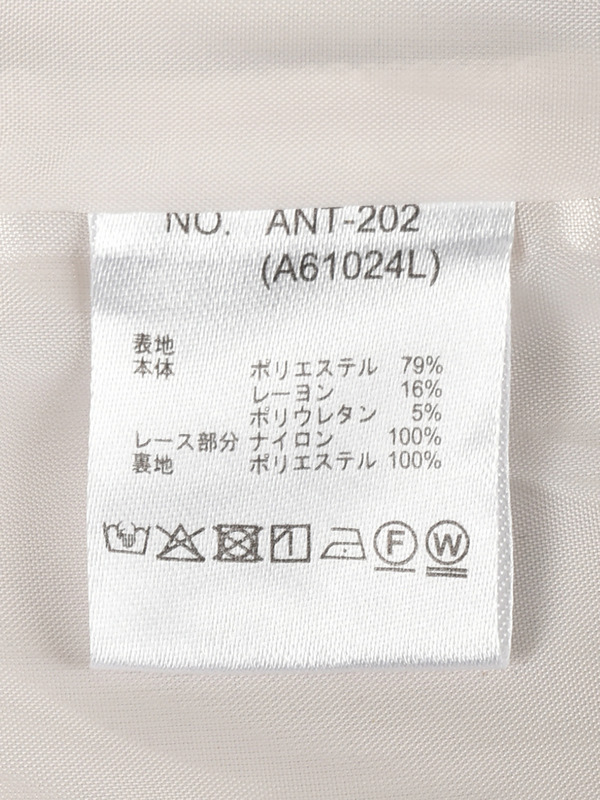 NO. ANT-202
(A61024L)
表地
本体 ポリエステル 79%
レーヨン 16%
ポリウレタン 5%
レース部分 ナイロン 100%
裏地 ポリエステル 100%
F W